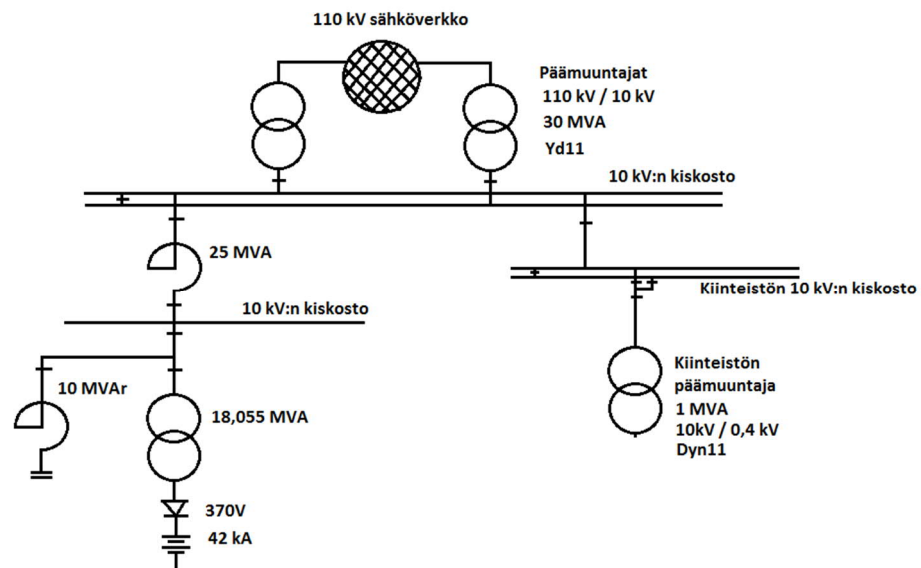 110 kV sähköverkko
Päämuuntajat
110 kV / 10 kV
30 MVA
Yd11
10 kV:n kiskosto
25 MVA
Kiinteistön 10 kV:n kiskosto
10 kV:n kiskosto
10 MVAr
18,055 MVA
Kiinteistön
päämuuntaja
1 MVA
10kV / 0,4 kV
Dyn11
370V
42 kA